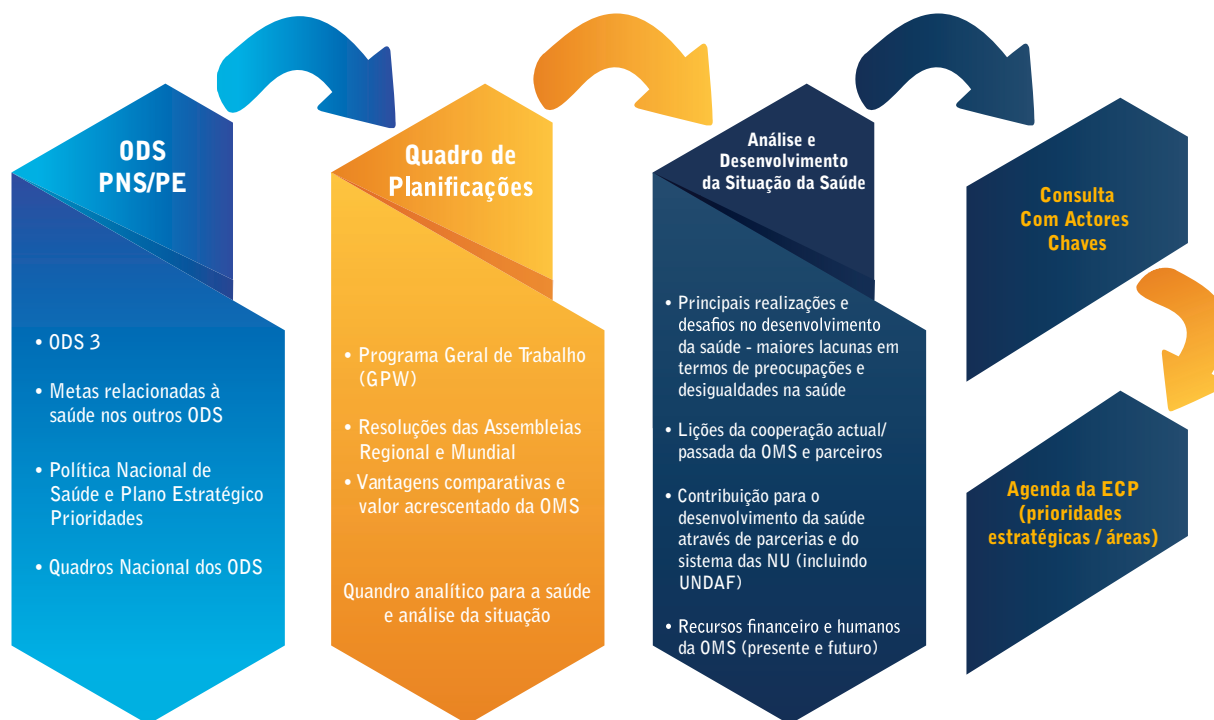 ODS
PNS/PE
• ODS 3
• Metas relacionadas à
saúde nos outros ODS
• Política Nacional de
Saúde e Plano Estratégico
Prioridades
• Quadros Nacional dos ODS
Quadro de
Planificações
• Programa Geral de Trabalho
(GPW)
• Resoluções das Assembleias
Regional e Mundial
• Vantagens comparativas e
valor acrescentado da OMS
Quandro analítico para a saúde
e análise da situação
Análise e
Desenvolvimento
da Situação da Saúde
• Principais realizações e
desafios no desenvolvimento
da saúde - maiores lacunas em
termos de preocupações e
desigualdades na saúde
• Lições da cooperação actual/
passada da OMS e parceiros
• Contribuição para o
desenvolvimento da saúde
através de parcerias e do
sistema das NU (incluindo
UNDAF)
• Recursos financeiro e humanos
da OMS (presente e futuro)
Consulta
Com Actores
Chaves
Agenda da ECP
(prioridades
estratégicas / áreas)